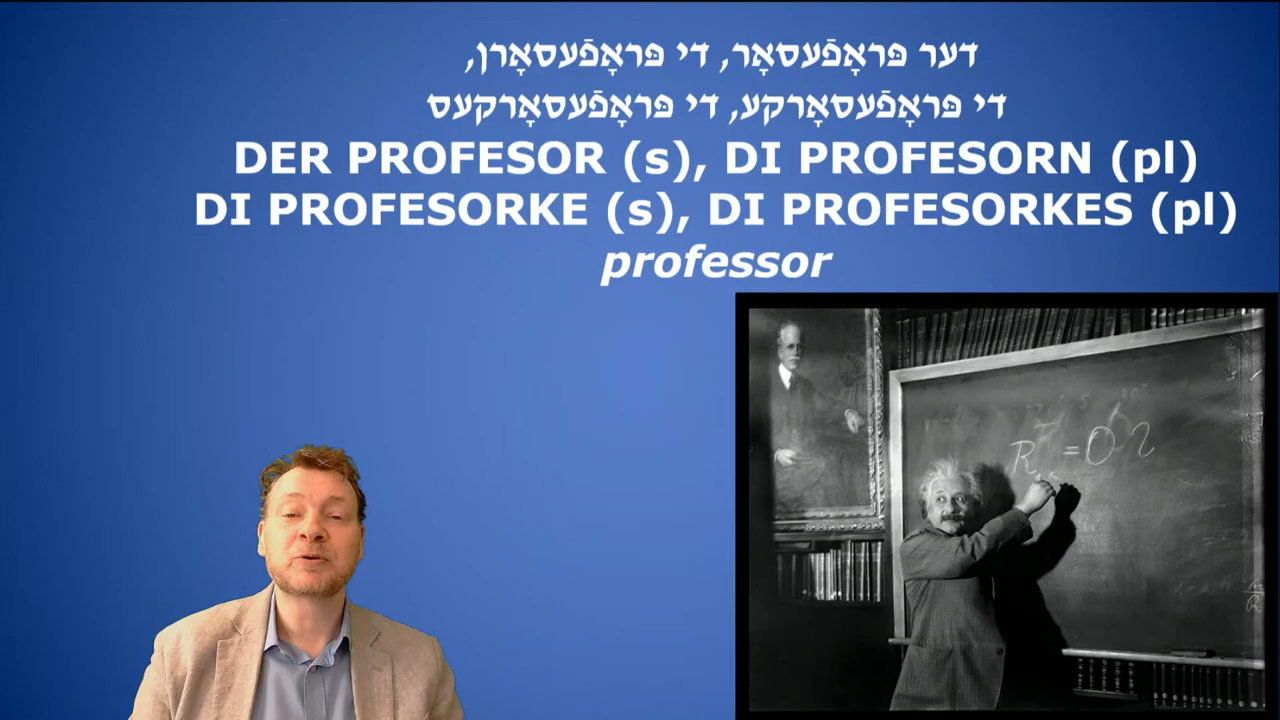 דער פּראָפֿעסאָר, די פּראָפֿעסאָרן,
די פּראָפֿעסאָרקע, די פּראָפֿעסאָרקעס
DER PROFESOR (s), DI PROFESORN (pl)
DI PROFESORKE (s), DI PROFESORKES (pl)
professor